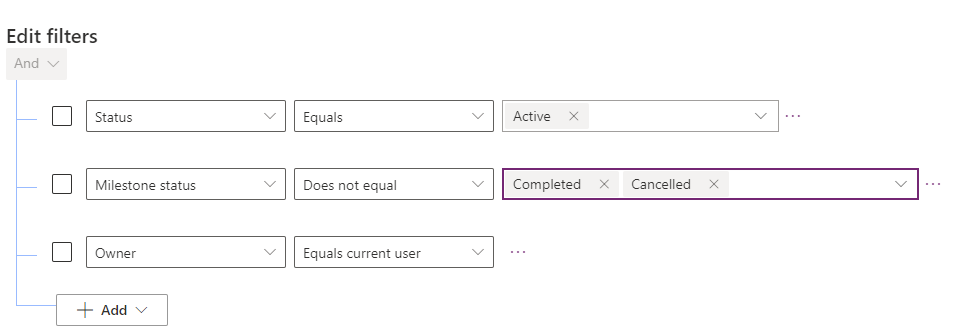 Edit filters
And
Status Equals Active
Milestone status Does not equal Completed Cancelled
Owner Equals current user
Add